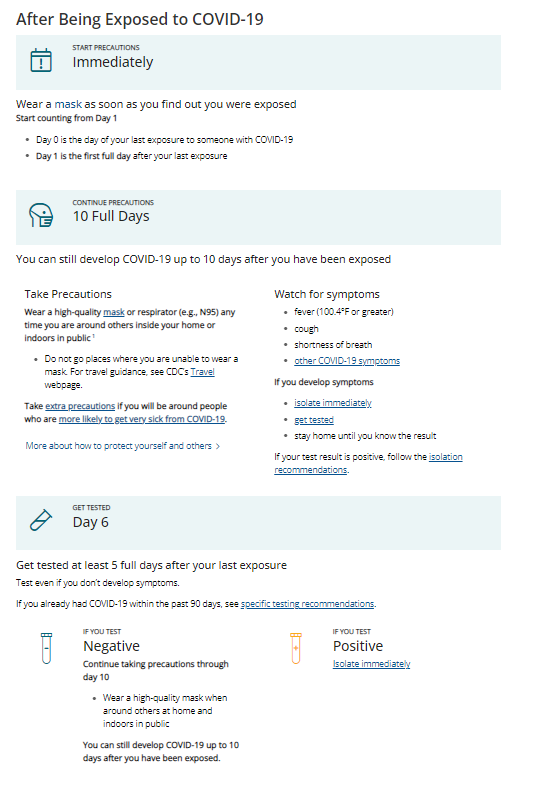 After Being Exposed to COVID-19
START PRECAUTIONS
Immediately
Wear a mask as soon as you find out you were exposed
Start counting from Day 1
• Day 0 is the day of your last exposure to someone with COVID-19
• Day 1 is the first full day after your last exposure
CONTINUE PRECAUTIONS
10 Full Days
You can still develop COVID-19 up to 10 days after you have been exposed
Take Precautions
Wear a high-quality mask or respirator (e.g., N95) any
time you are around others inside your home or
indoors in public 1
• Do not go places where you are unable to wear a
mask. For travel guidance, see CDC's Travel
webpage.
Take extra precautions if you will be around people
who are more likely to get very sick from COVID-19.
More about how to protect yourself and others >
Watch for symptoms
• fever (100.4°F or greater)
• cough
• shortness of breath
• other COVID-19 symptoms
If you develop symptoms
• isolate immediately
• get tested
• stay home until you know the result
If your test result is positive, follow the isolation
recommendations.
GET TESTED
Day 6
Get tested at least 5 full days after your last exposure
Test even if you don't develop symptoms.
If you already had COVID-19 within the past 90 days, see specific testing recommendations.
IF YOU TEST
Negative
Continue taking precautions through
day 10
• Wear a high-quality mask when
around others at home and
indoors in public
You can still develop COVID-19 up to 10
days after you have been exposed.
IF YOU TEST
Positive
Isolate immediately